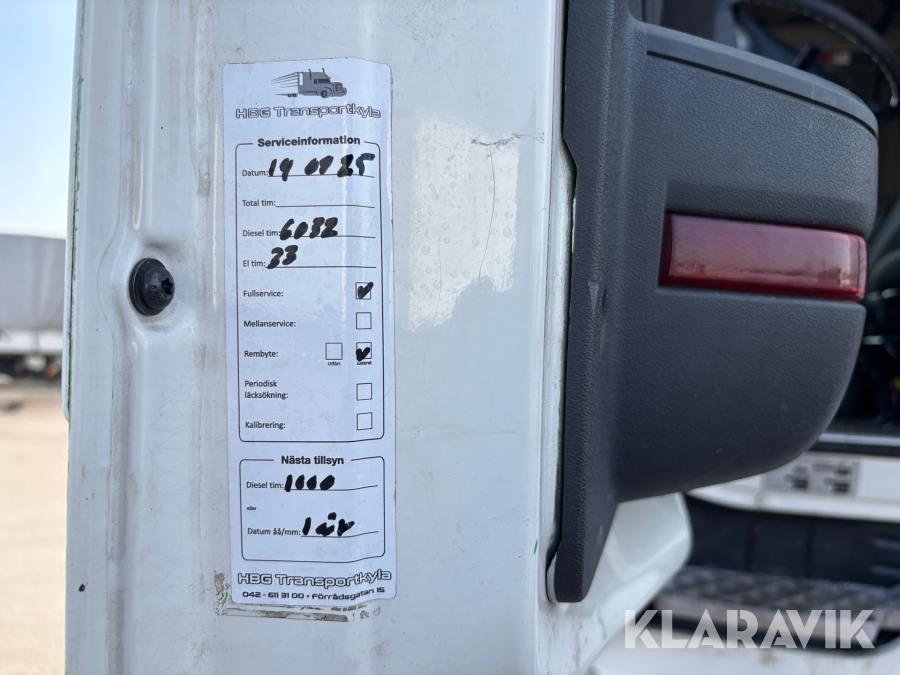 HBG Transportkyla
Serviceinformation
Datum: 19 07 25
Total tim:
Diesel tim: 6032
El tim: 33
Fullservice:
Mellanservice:
Rembyte:
Utfört Justerat
Periodisk
läcksökning:
Kalibrering:
Nästa tillsyn
Diesel tim: 1000
eller
Datum åå/mm: 1 år
HBG Transportkyla
042 - 611 31 00 • Förrådsgatan 15
KLARAVIK